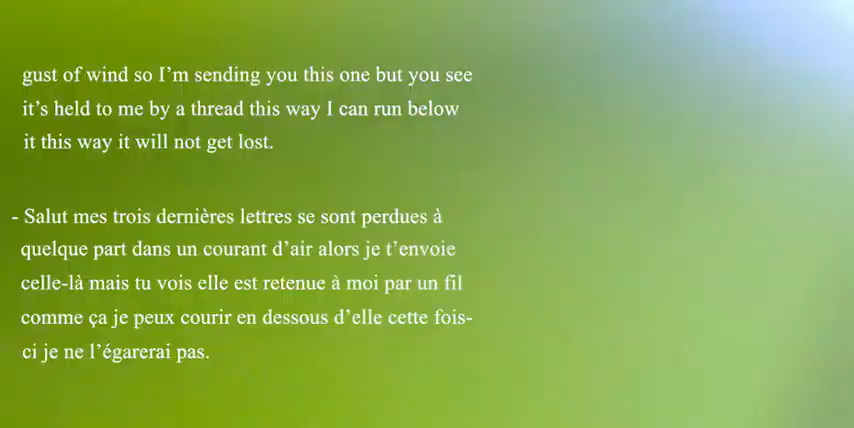 gust of wind so I’m sending you this one but you see
it’s held to me by a thread this way I can run below
it this way it will not get lost.
- Salut mes trois dernières lettres se sont perdues à
quelque part dans un courant d’air alors je t’envoie
celle-là mais tu vois elle est retenue à moi par un fil
comme ça je peux courir en dessous d’elle cette fois-
ci je ne l’égarerai pas.